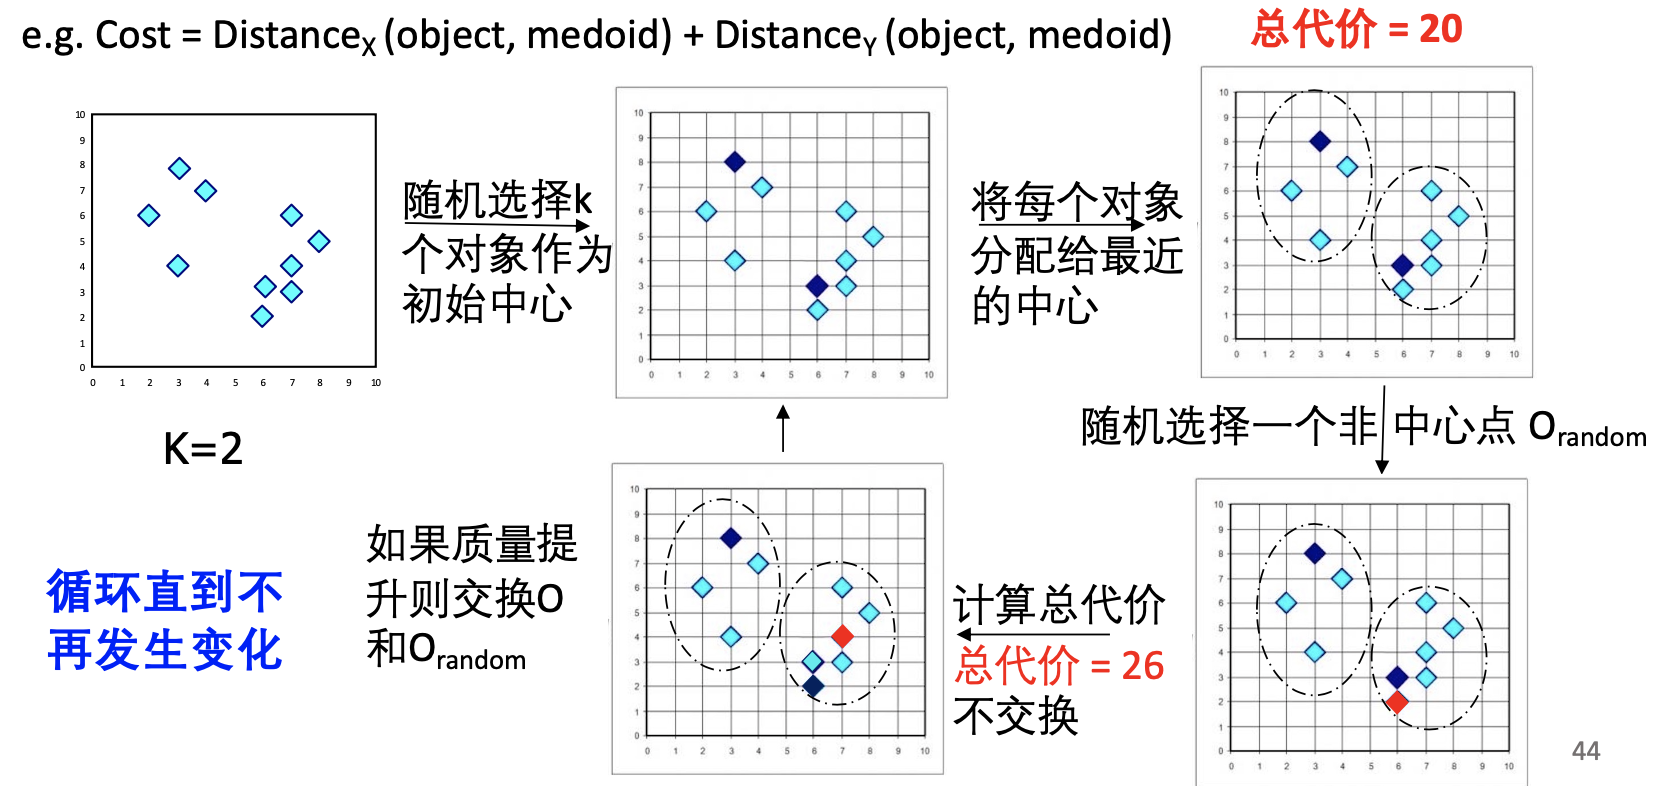 e.g. Cost = DistanceX (object, medoid) + DistanceY (object, medoid)
总代价 = 20
10
9
8
7
6
5
4
3
2
1
0
0 1 2 3 4 5 6 7 8 9 10
K=2
随机选择k
个对象作为
初始中心
10
9
8
7
6
5
4
3
2
1
0
0 1 2 3 4 5 6 7 8 9 10
将每个对象
分配给最近
的中心
10
9
8
7
6
5
4
3
2
1
0
0 1 2 3 4 5 6 7 8 9 10
随机选择一个非 中心点 Orandom
10
9
8
7
6
5
4
3
2
1
0
0 1 2 3 4 5 6 7 8 9 10
计算总代价
总代价 = 26
不交换
10
9
8
7
6
5
4
3
2
1
0
0 1 2 3 4 5 6 7 8 9 10
如果质量提
升则交换O
和Orandom
循环直到不
再发生变化
44